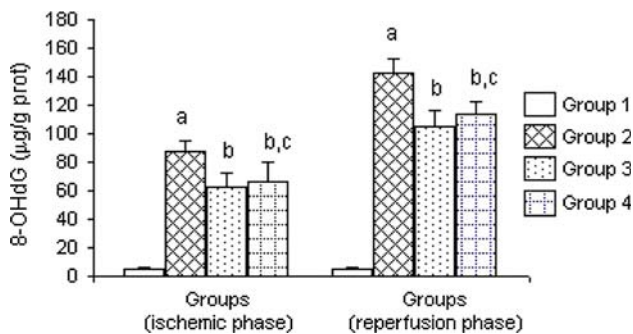 8-OHdG (µg/g prot)
180
160
140
120
100
80
60
40
20
0
a
b
b,c
a
b
b,c
Groups
(ischemic phase)
Groups
(reperfusion phase)
Group 1
Group 2
Group 3
Group 4